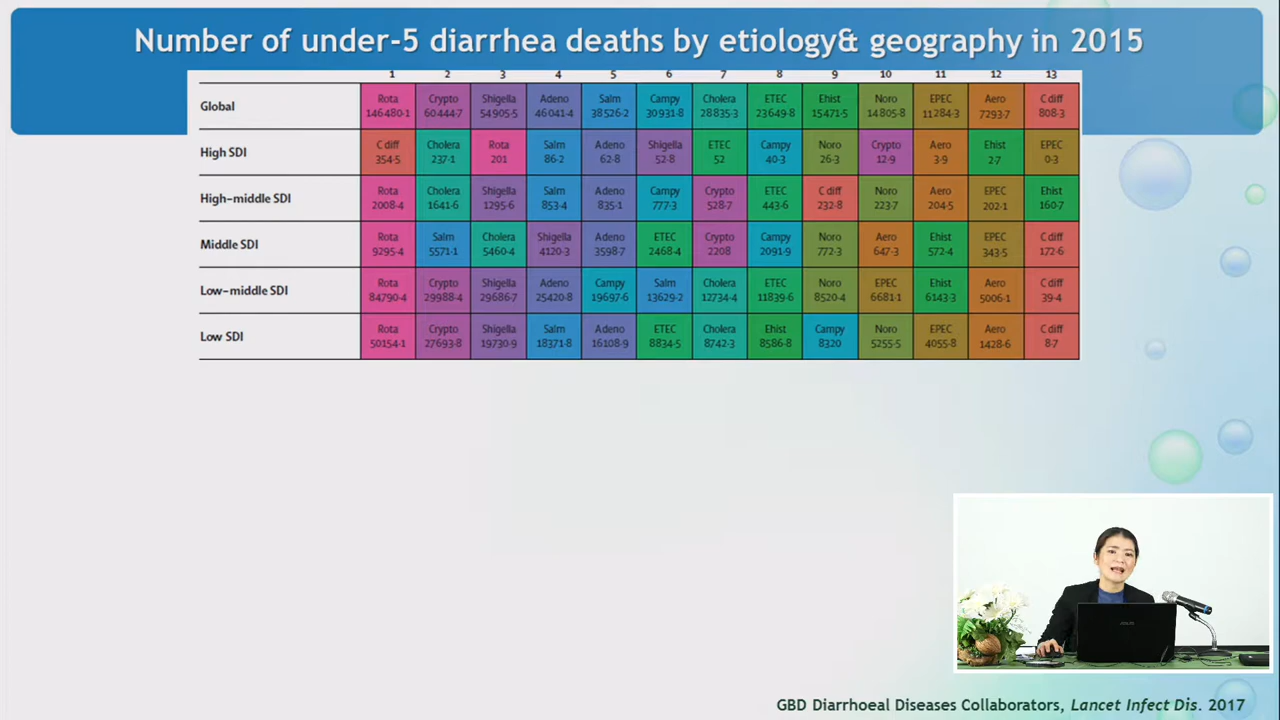 Number of under-5 diarrhea deaths by etiology& geography in 2015
1 2 3 4 5 6 7 8 9 10 11 12 13
Global Rota Crypto Shigella Adeno Salm Campy Cholera ETEC Ehist Noro EPEC Aero C diff
146480·1 60444·7 54905·5 46041·4 38526·2 30931·8 28835·3 23649·8 15471·5 14805·8 11284·3 7293·7 808·3
High SDI C diff Cholera Rota Salm Adeno Shigella ETEC Campy Noro Crypto Aero Ehist EPEC
354·5 237·1 201 86·2 62·8 52·8 52 40·3 26·3 12·9 3·9 2·7 0·3
High-middle SDI Rota Cholera Shigella Salm Adeno Campy Crypto ETEC C diff Noro Aero EPEC Ehist
2008·4 1641·6 1295·6 853·4 835·1 777·3 528·7 443·6 232·8 223·7 204·5 202·1 160·7
Middle SDI Rota Salm Cholera Shigella Adeno ETEC Crypto Campy Noro Aero Ehist EPEC C diff
9295·4 5571·1 5460·4 4120·3 3598·7 2468·4 2208 2091·9 772·3 647·3 572·4 343·5 172·6
Low-middle SDI Rota Crypto Shigella Adeno Campy Salm Cholera ETEC Noro EPEC Ehist Aero C diff
84790·4 29988·4 29686·7 25420·8 19697·6 13629·2 12734·4 11839·6 8520·4 6681·1 6143·3 5006·1 39·4
Low SDI Rota Crypto Shigella Salm Adeno ETEC Cholera Ehist Campy Noro EPEC Aero C diff
50154·1 27693·8 19730·9 18371·8 16108·9 8834·5 8742·3 8586·8 8320 5255·5 4055·8 1428·6 8·7
ASUS
GBD Diarrhoeal Diseases Collaborators, Lancet Infect Dis. 2017